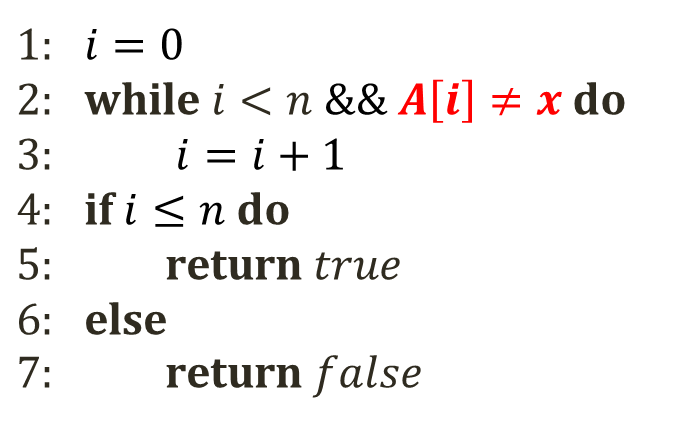 1: i = 0
2: while i < n && A[i] ≠ x do
3: i = i + 1
4: if i ≤ n do
5: return true
6: else
7: return false